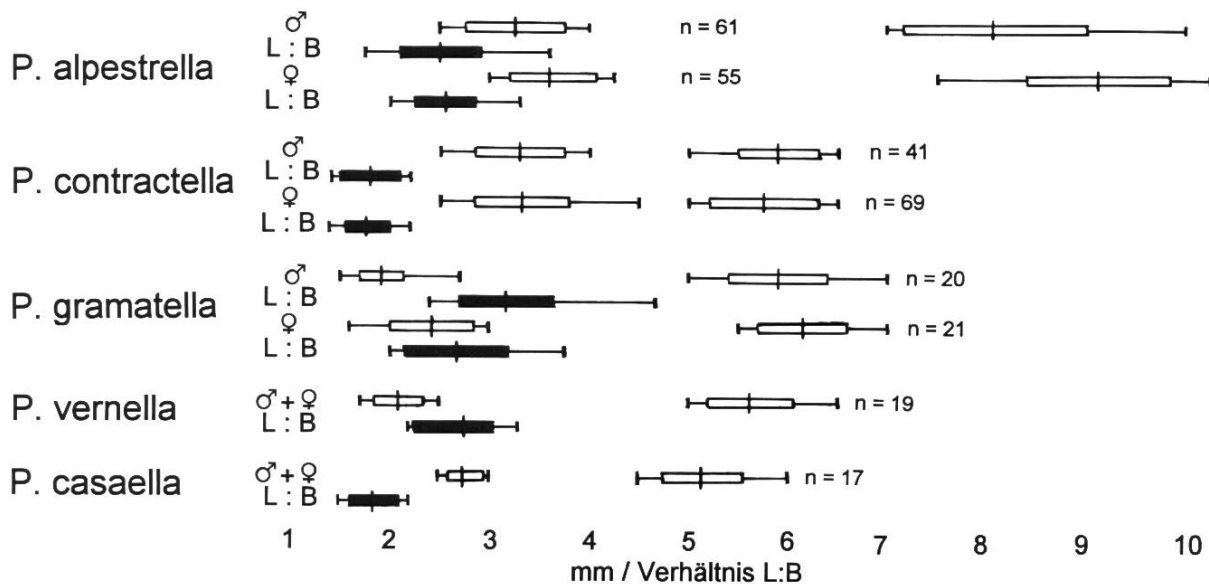 ♂ n = 61
L : B
P. alpestrella
♀ n = 55
L : B
♂ n = 41
L : B
P. contractella
♀ n = 69
L : B
♂ n = 20
L : B
P. gramatella
♀ n = 21
L : B
P. vernella ♂ + ♀ n = 19
L : B
P. casaella ♂ + ♀ n = 17
L : B
1 2 3 4 5 6 7 8 9 10
mm / Verhältnis L:B